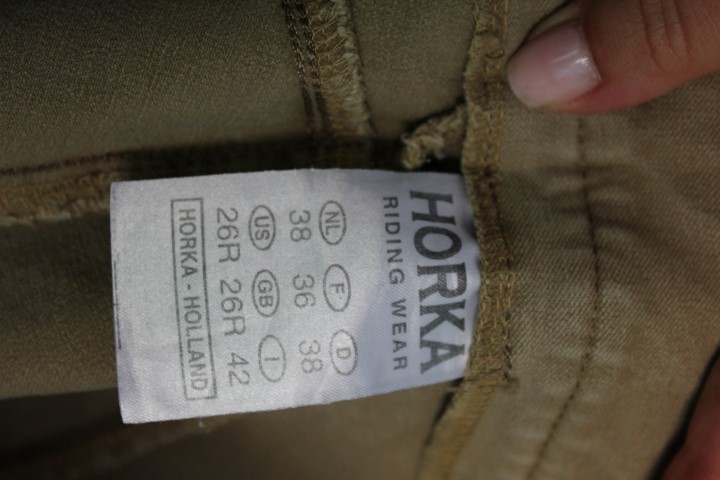 HORKA
RIDING WEAR
NL F D
38 36 38
US GB I
26R 26R 42
HORKA - HOLLAND